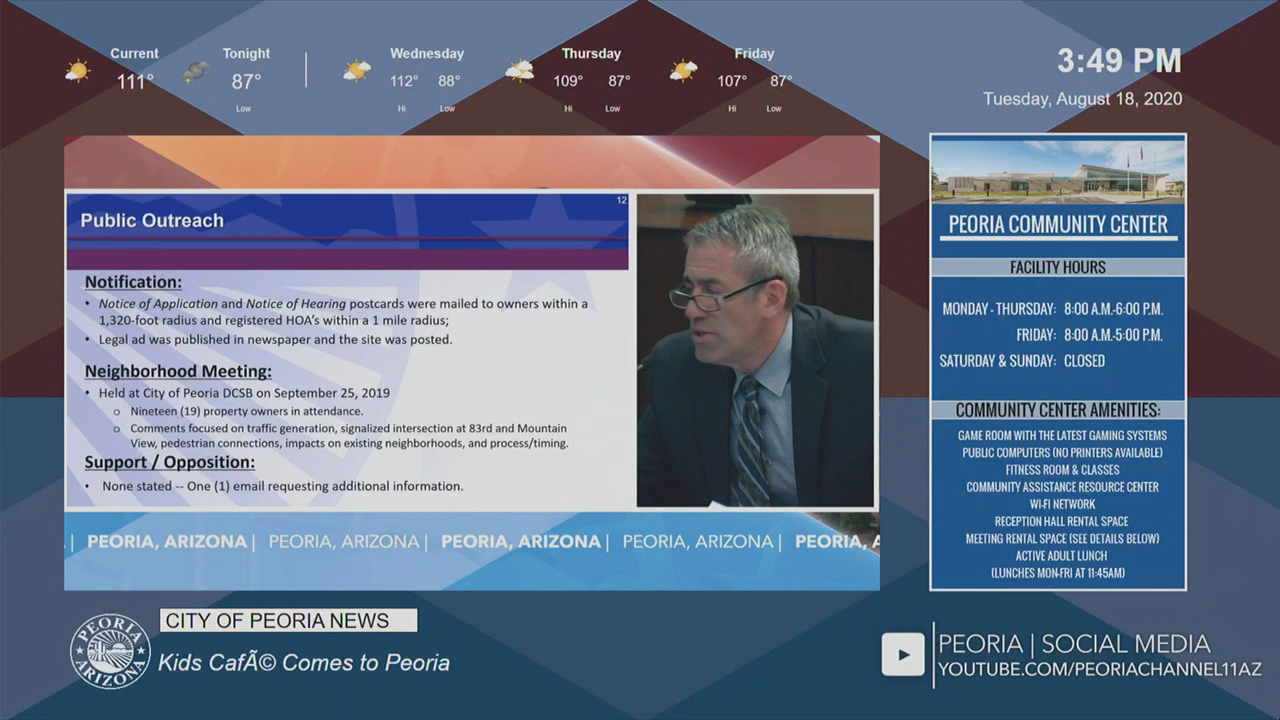 Current
111°
Tonight
87°
Low
Wednesday
112° 88°
Hi Low
Thursday
109° 87°
Hi Low
Friday
107° 87°
Hi Low
3:49 PM
Tuesday, August 18, 2020
12
Public Outreach
Notification:
• Notice of Application and Notice of Hearing postcards were mailed to owners within a
1,320-foot radius and registered HOA's within a 1 mile radius;
• Legal ad was published in newspaper and the site was posted.
Neighborhood Meeting:
• Held at City of Peoria DCSB on September 25, 2019
o Nineteen (19) property owners in attendance.
o Comments focused on traffic generation, signalized intersection at 83rd and Mountain
View, pedestrian connections, impacts on existing neighborhoods, and process/timing.
Support / Opposition:
• None stated -- One (1) email requesting additional information.
| PEORIA, ARIZONA | PEORIA, ARIZONA | PEORIA, ARIZONA | PEORIA, ARIZONA | PEORIA, A
PEORIA COMMUNITY CENTER
FACILITY HOURS
MONDAY - THURSDAY: 8:00 A.M.-6:00 P.M.
FRIDAY: 8:00 A.M.-5:00 P.M.
SATURDAY & SUNDAY: CLOSED
COMMUNITY CENTER AMENITIES:
GAME ROOM WITH THE LATEST GAMING SYSTEMS
PUBLIC COMPUTERS (NO PRINTERS AVAILABLE)
FITNESS ROOM & CLASSES
COMMUNITY ASSISTANCE RESOURCE CENTER
WI-FI NETWORK
RECEPTION HALL RENTAL SPACE
MEETING RENTAL SPACE (SEE DETAILS BELOW)
ACTIVE ADULT LUNCH
(LUNCHES MON-FRI AT 11:45AM)
PEORIA
ARIZONA
CITY OF PEORIA NEWS
Kids CafÃ© Comes to Peoria
PEORIA | SOCIAL MEDIA
YOUTUBE.COM/PEORIACHANNEL11AZ